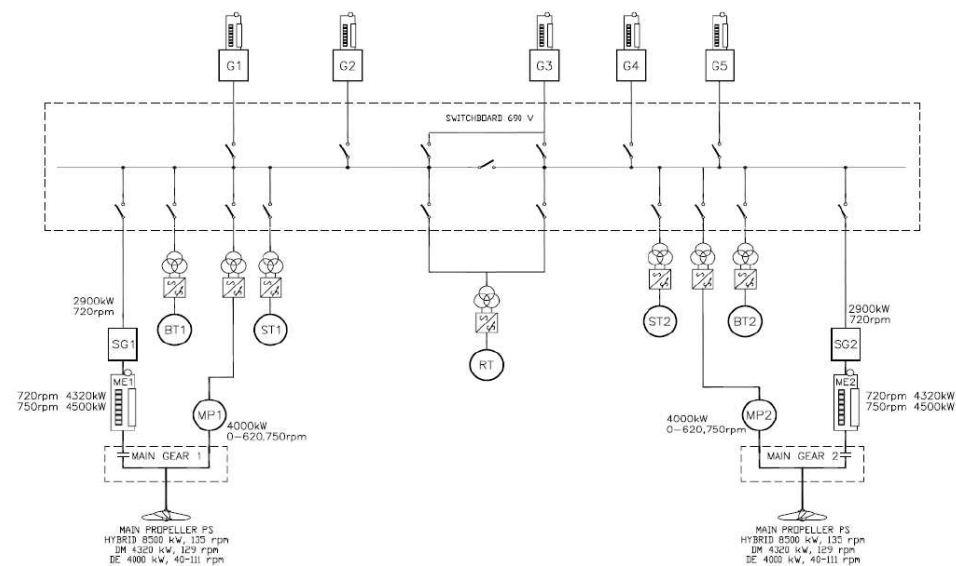 G1
G2
G3
G4
G5
SWITCHBOARD 690 V
2900kW
720rpm
BT1
ST1
ST2
BT2
2900kW
720rpm
SG1
RT
SG2
ME1
ME2
720rpm 4320kW
750rpm 4500kW
MP1
4000kW
0-620,750rpm
MP2
4000kW
0-620,750rpm
720rpm 4320kW
750rpm 4500kW
MAIN GEAR 1
MAIN GEAR 2
MAIN PROPELLER PS
HYBRID 8500 kW, 135 rpm
DM 4320 kW, 129 rpm
DE 4000 kW, 40-111 rpm
MAIN PROPELLER PS
HYBRID 8500 kW, 135 rpm
DM 4320 kW, 129 rpm
DE 4000 kW, 40-111 rpm